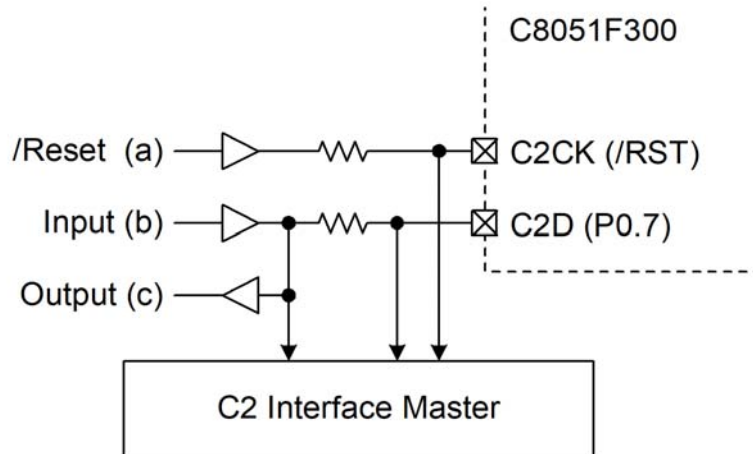 C8051F300
/Reset (a)
C2CK (/RST)
Input (b)
C2D (P0.7)
Output (c)
C2 Interface Master